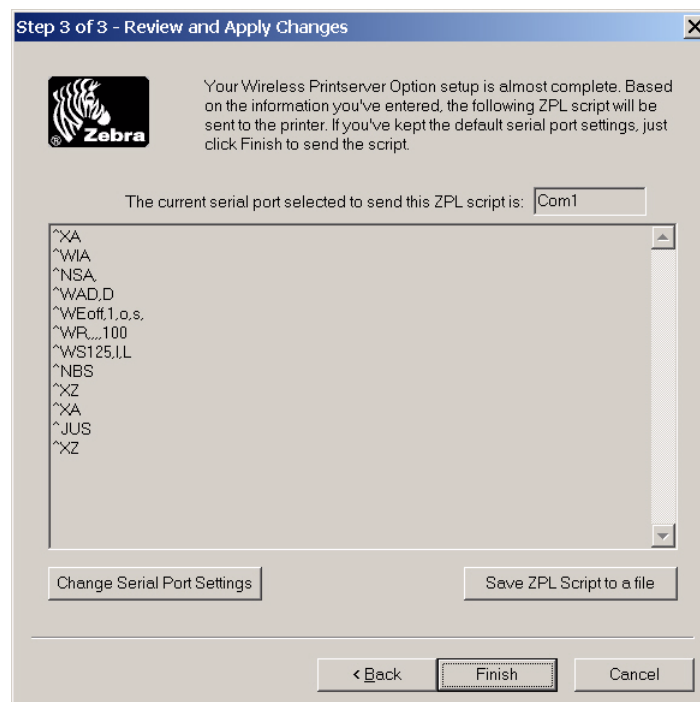 Step 3 of 3 - Review and Apply Changes
Zebra
®
Your Wireless Printserver Option setup is almost complete. Based
on the information you've entered, the following ZPL script will be
sent to the printer. If you've kept the default serial port settings, just
click Finish to send the script.
The current serial port selected to send this ZPL script is: Com1
^XA
^WIA
^NSA,
^WAD,D
^WEoff,1,o,s,
^WR,,,,100
^WS125,I,L
^NBS
^XZ
^XA
^JUS
^XZ
Change Serial Port Settings
Save ZPL Script to a file
< Back
Finish
Cancel